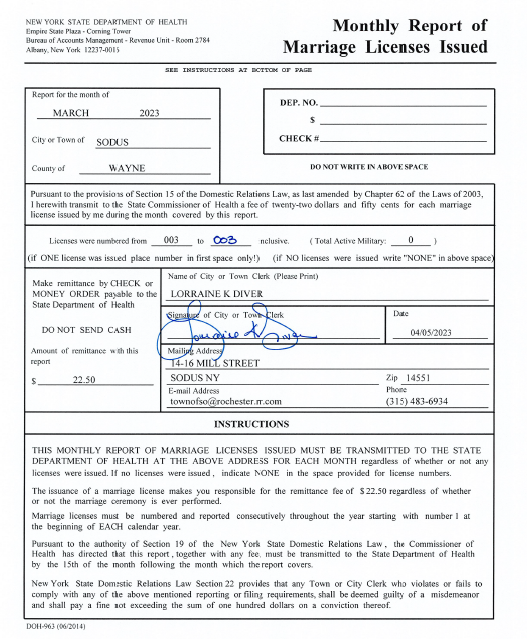 NEW YORK STATE DEPARTMENT OF HEALTH
Empire State Plaza - Corning Tower
Bureau of Accounts Management - Revenue Unit - Room 2784
Albany, New York 12237-0015
Monthly Report of
Marriage Licenses Issued
SEE INSTRUCTIONS AT BOTTOM OF PAGE
Report for the month of
MARCH 2023
City or Town of SODUS
County of WAYNE
DEP. NO.
$
CHECK #
DO NOT WRITE IN ABOVE SPACE
Pursuant to the provisions of Section 15 of the Domestic Relations Law, as last amended by Chapter 62 of the Laws of 2003,
I herewith transmit to the State Commissioner of Health a fee of twenty-two dollars and fifty cents for each marriage
license issued by me during the month covered by this report.
Licenses were numbered from 003 to 003 nclusive. ( Total Active Military: 0 )
(if ONE license was issued place number in first space only!) (if NO licenses were issued write "NONE" in above space)
Make remittance by CHECK or
MONEY ORDER payable to the
State Department of Health
DO NOT SEND CASH
Amount of remittance with this
report
$ 22.50
Name of City or Town Clerk (Please Print)
LORRAINE K DIVER
Signature of City or Town Clerk
Lorraine K Diver
Date
04/05/2023
Mailing Address
14-16 MILL STREET
SODUS NY
Zip 14551
E-mail Address
townofso@rochester.rr.com
Phone
(315) 483-6934
INSTRUCTIONS
THIS MONTHLY REPORT OF MARRIAGE LICENSES ISSUED MUST BE TRANSMITTED TO THE STATE
DEPARTMENT OF HEALTH AT THE ABOVE ADDRESS FOR EACH MONTH regardless of whether or not any
licenses were issued. If no licenses were issued, indicate NONE in the space provided for license numbers.
The issuance of a marriage license makes you responsible for the remittance fee of $22.50 regardless of whether
or not the marriage ceremony is ever performed.
Marriage licenses must be numbered and reported consecutively throughout the year starting with number 1 at
the beginning of EACH calendar year.
Pursuant to the authority of Section 19 of the New York State Domestic Relations Law, the Commissioner of
Health has directed that this report, together with any fee, must be transmitted to the State Department of Health
by the 15th of the month following the month which the report covers.
New York State Domestic Relations Law Section 22 provides that any Town or City Clerk who violates or fails to
comply with any of the above mentioned reporting or filing requirements, shall be deemed guilty of a misdemeanor
and shall pay a fine not exceeding the sum of one hundred dollars on a conviction thereof.
DOH-963 (06/2014)